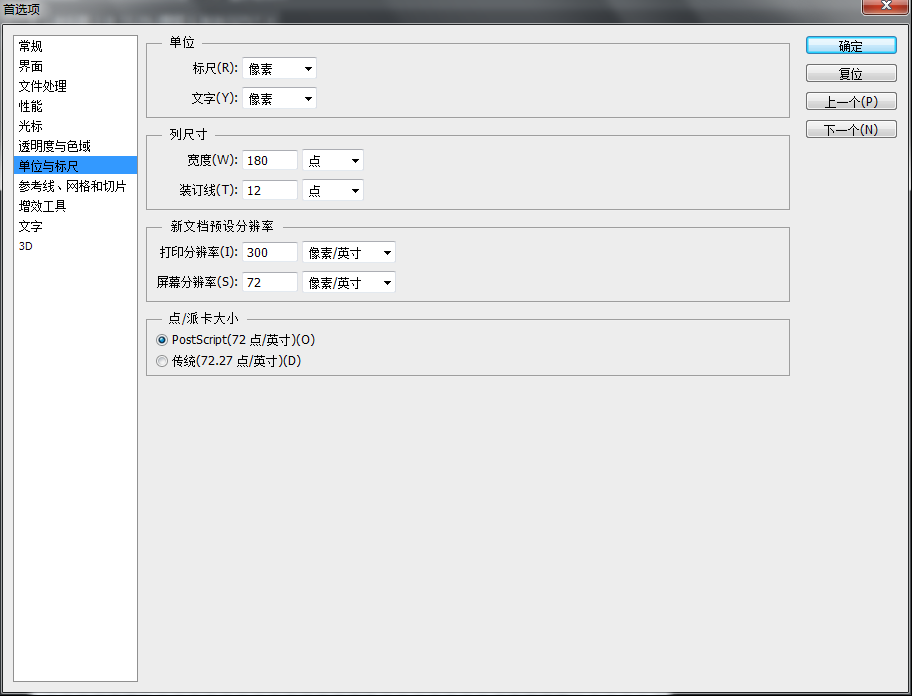 首选项
常规
界面
文件处理
性能
光标
透明度与色域
单位与标尺
参考线、网格和切片
增效工具
文字
3D
单位
标尺(R): 像素
文字(Y): 像素
列尺寸
宽度(W): 180 点
装订线(T): 12 点
新文档预设分辨率
打印分辨率(I): 300 像素/英寸
屏幕分辨率(S): 72 像素/英寸
点/派卡大小
PostScript(72 点/英寸)(O)
传统(72.27 点/英寸)(D)
确定
复位
上一个(P)
下一个(N)